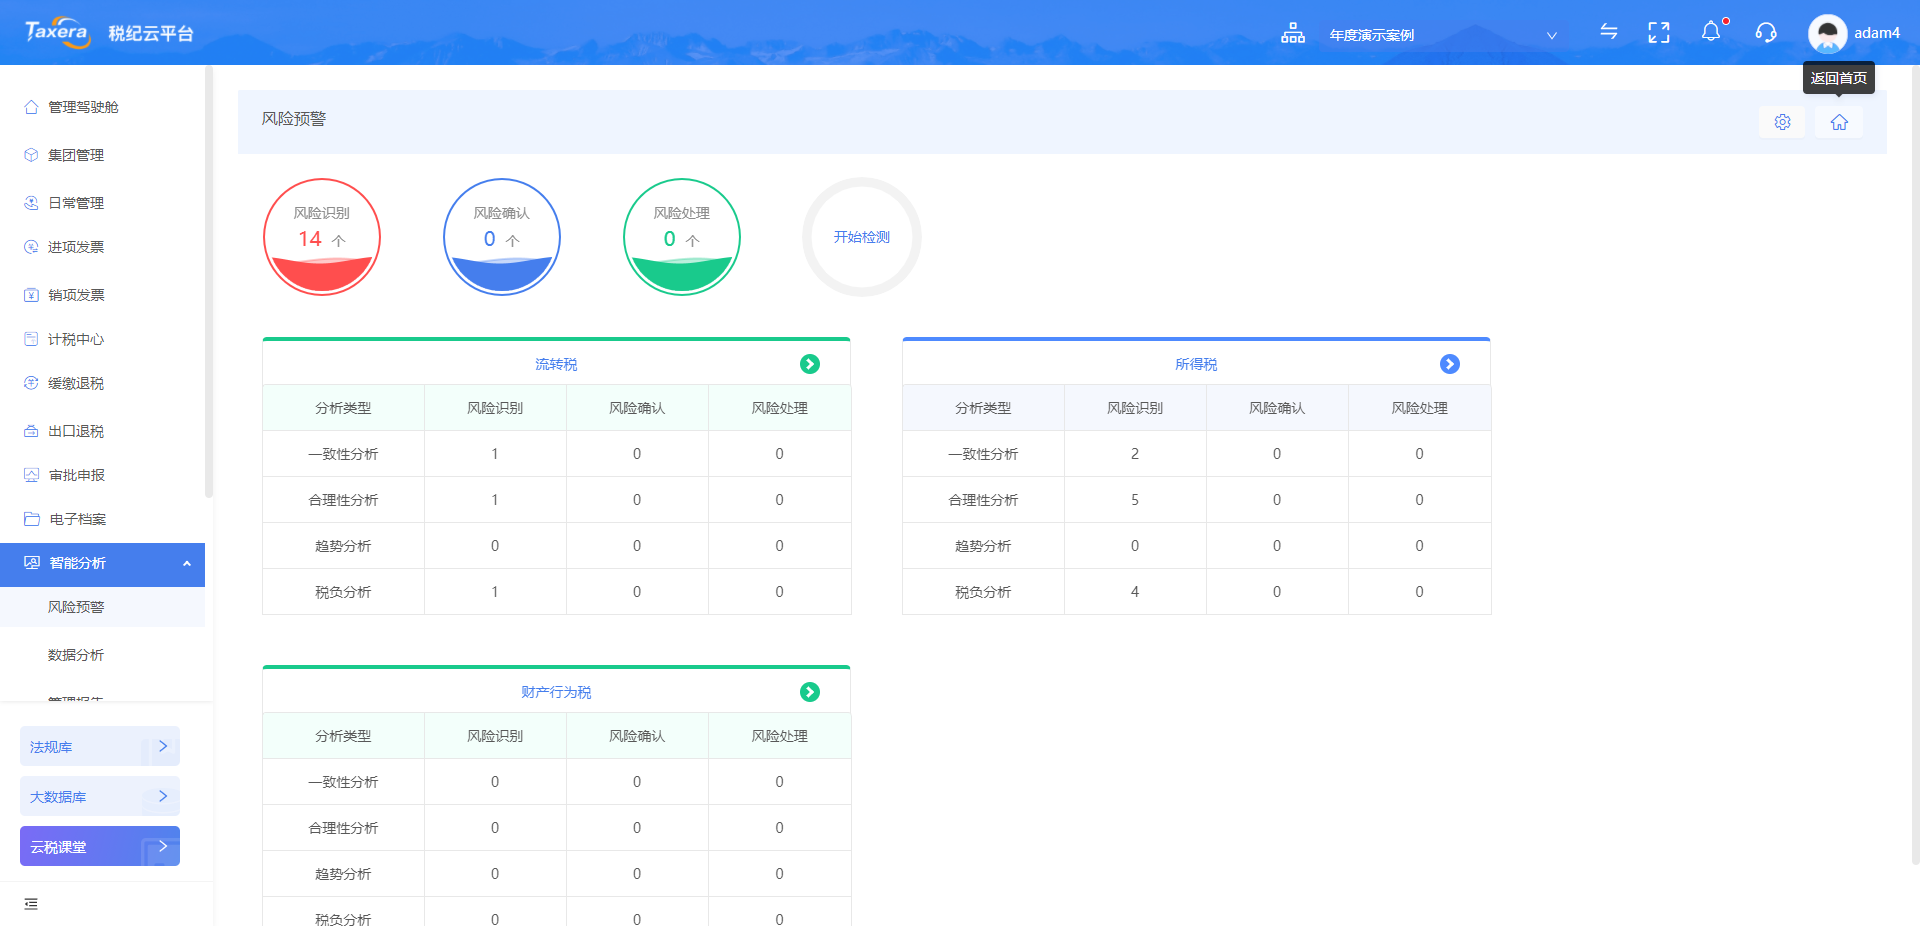 Taxera 税纪云平台
年度演示案例
adam4
返回首页
管理驾驶舱
集团管理
日常管理
进项发票
销项发票
计税中心
缓缴退税
出口退税
审批申报
电子档案
智能分析
风险预警
数据分析
管理报告
法规库
大数据库
云税课堂
风险预警
风险识别
14 个
风险确认
0 个
风险处理
0 个
开始检测
流转税
分析类型 风险识别 风险确认 风险处理
一致性分析 1 0 0
合理性分析 1 0 0
趋势分析 0 0 0
税负分析 1 0 0
所得税
分析类型 风险识别 风险确认 风险处理
一致性分析 2 0 0
合理性分析 5 0 0
趋势分析 0 0 0
税负分析 4 0 0
财产行为税
分析类型 风险识别 风险确认 风险处理
一致性分析 0 0 0
合理性分析 0 0 0
趋势分析 0 0 0
税负分析 0 0 0